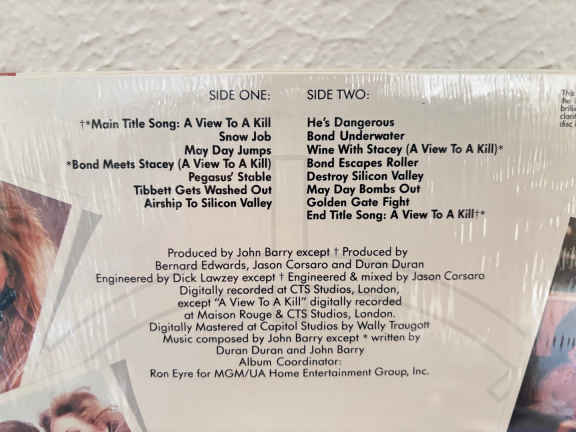 SIDE ONE:
†*Main Title Song: A View To A Kill
Snow Job
May Day Jumps
*Bond Meets Stacey (A View To A Kill)
Pegasus' Stable
Tibbett Gets Washed Out
Airship To Silicon Valley
SIDE TWO:
He's Dangerous
Bond Underwater
Wine With Stacey (A View To A Kill)*
Bond Escapes Roller
Destroy Silicon Valley
May Day Bombs Out
Golden Gate Fight
End Title Song: A View To A Kill†*
Produced by John Barry except † Produced by
Bernard Edwards, Jason Corsaro and Duran Duran
Engineered by Dick Lawzey except † Engineered & mixed by Jason Corsaro
Digitally recorded at CTS Studios, London,
except "A View To A Kill" digitally recorded
at Maison Rouge & CTS Studios, London.
Digitally Mastered at Capitol Studios by Wally Traugott
Music composed by John Barry except * written by
Duran Duran and John Barry
Album Coordinator:
Ron Eyre for MGM/UA Home Entertainment Group, Inc.
This